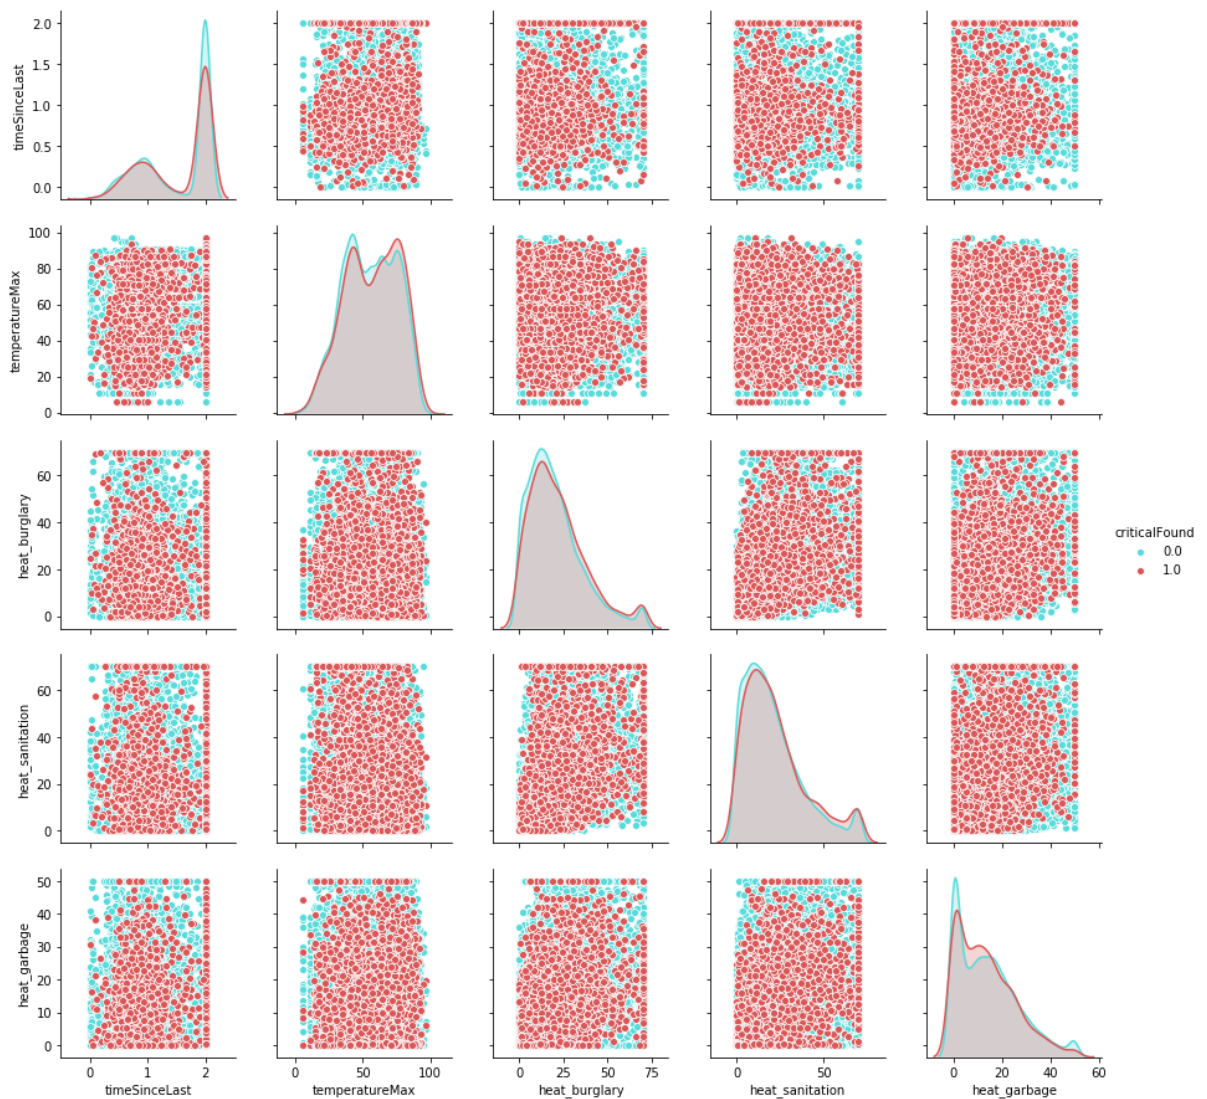 2.0
1.5
1.0
0.5
0.0
timeSinceLast
100
80
60
40
20
0
temperatureMax
60
40
20
0
heat_burglary
criticalFound
0.0
1.0
60
40
20
0
heat_sanitation
50
40
30
20
10
0
heat_garbage
0 1 2
0 50 100
0 25 50 75
0 50
0 20 40 60
timeSinceLast
temperatureMax
heat_burglary
heat_sanitation
heat_garbage